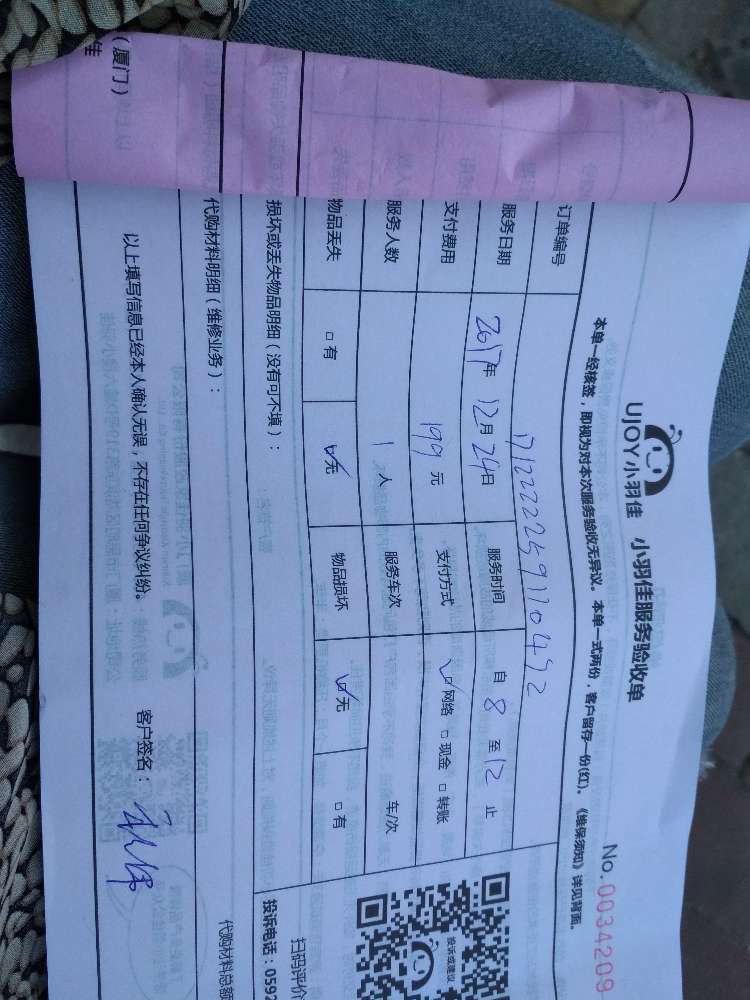 UJOY小羽佳 小羽佳服务验收单
No.0034209
本单一经核签，即视为对本次服务验收无异议。本单一式两份，客户留存一份(红)。《维保须知》详见背面。
订单编号 171222225911047 2
服务日期 2017年 12月 24日 服务时间 自 8 至 12 止
支付费用 199 元 支付方式 ☑网络 □现金 □转账
服务人数 1 人 服务车次 车/次
物品丢失 □有 ☑无 物品损坏 ☑无 □有
损坏或丢失物品明细（没有可不填）：
代购材料明细（维修业务）：
代购材料总额
以上填写信息已经本人确认无误，不存在任何争议纠纷。 客户签名：
投诉或建议
扫码评价
投诉电话：0592
（厦门）
佳